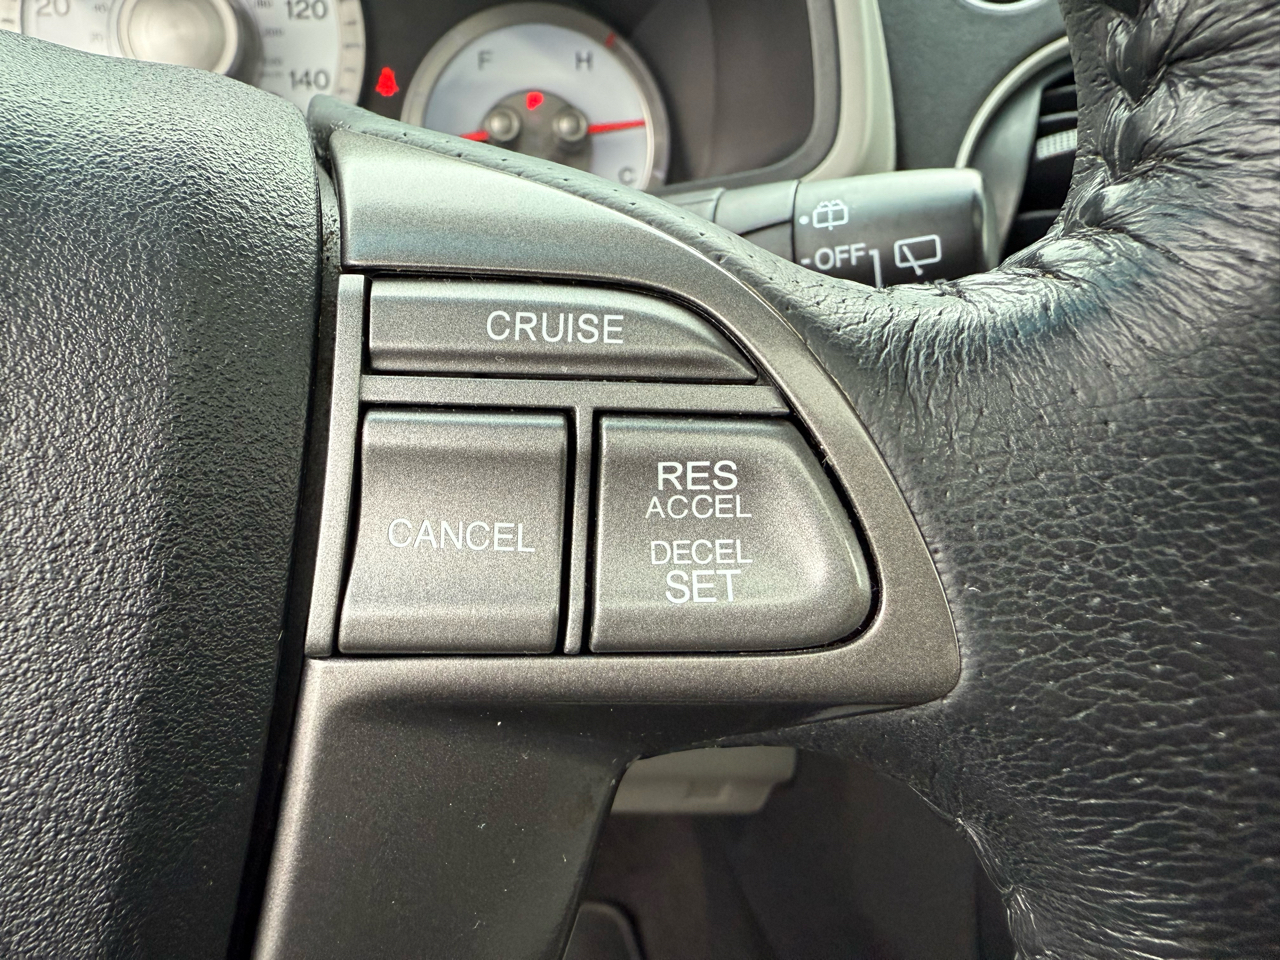 20
120
140
F
H
C
OFF
CRUISE
CANCEL
RES
ACCEL
DECEL
SET